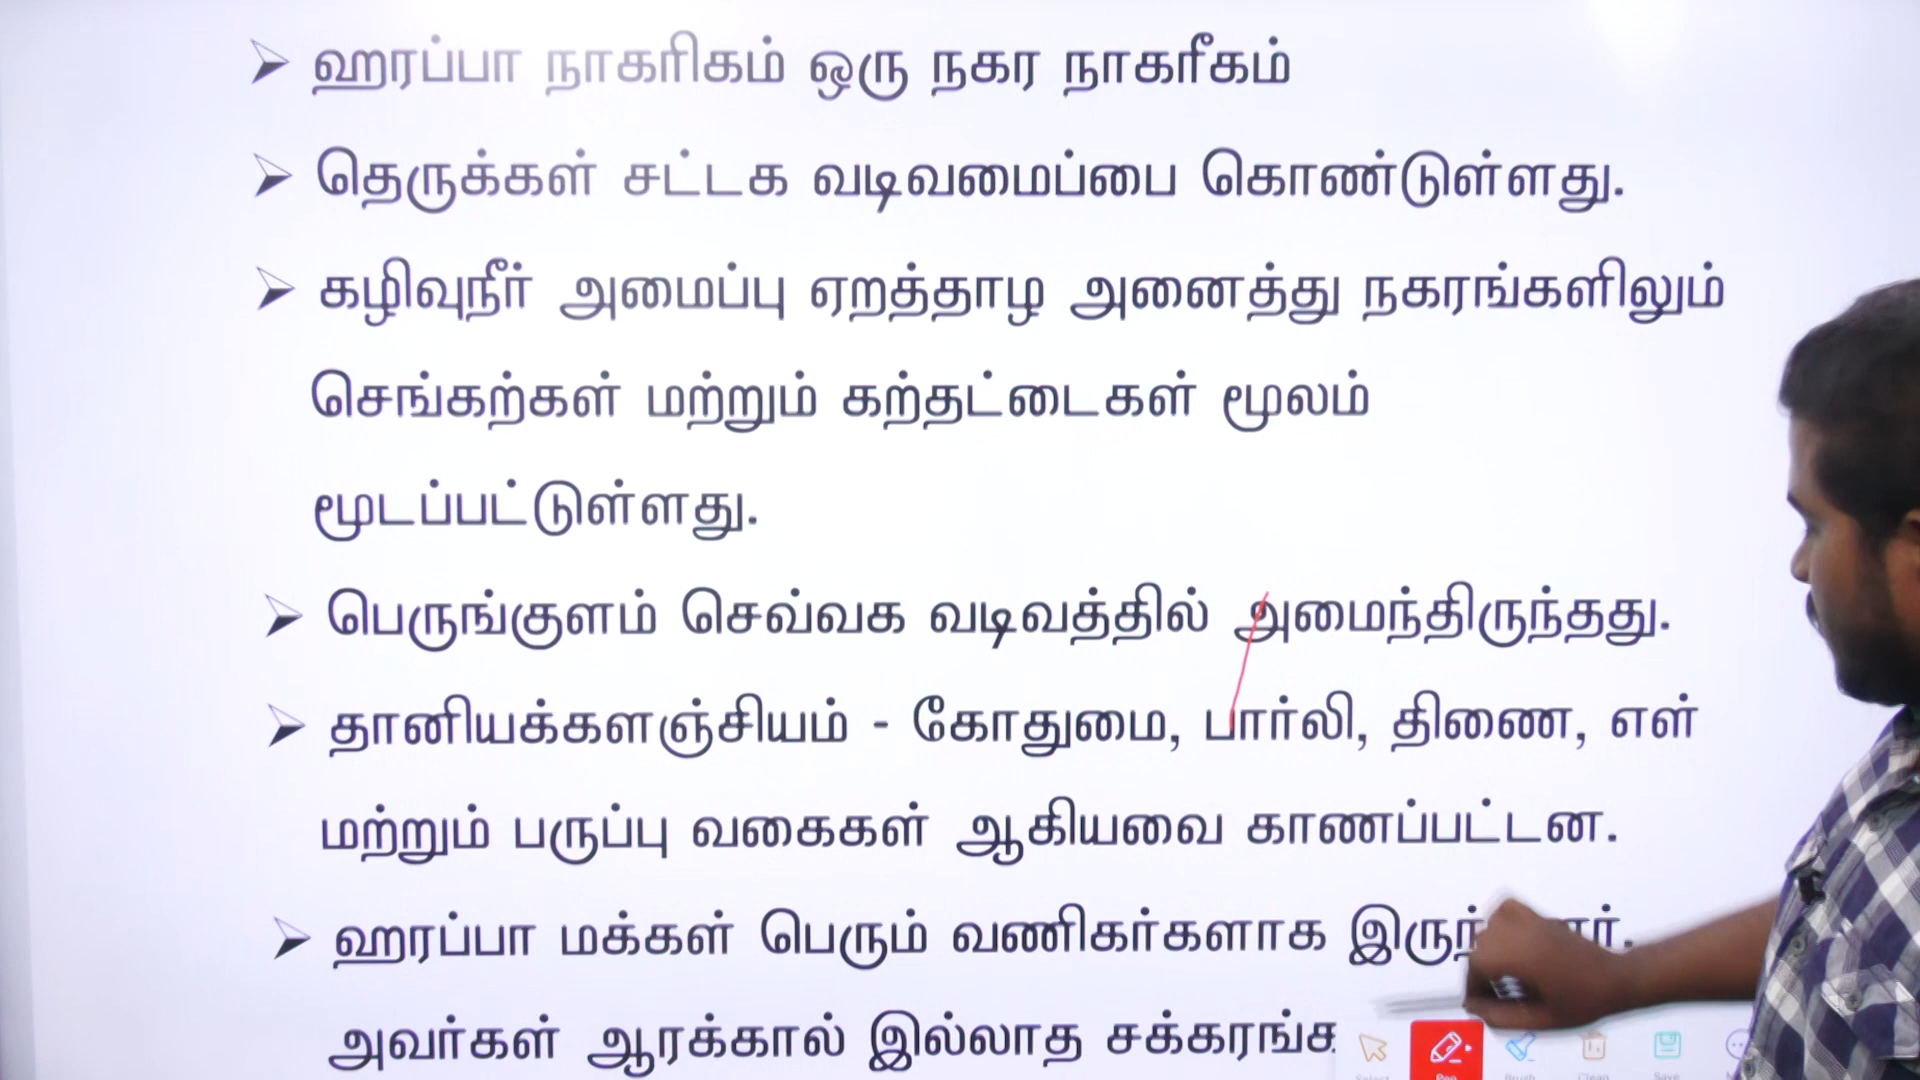 ஹரப்பா நாகரிகம் ஒரு நகர நாகரீகம்
தெருக்கள் சட்டக வடிவமைப்பை கொண்டுள்ளது.
கழிவுநீர் அமைப்பு ஏறத்தாழ அனைத்து நகரங்களிலும்
செங்கற்கள் மற்றும் கற்தட்டைகள் மூலம்
மூடப்பட்டுள்ளது.
பெருங்குளம் செவ்வக வடிவத்தில் அமைந்திருந்தது.
தானியக்களஞ்சியம் - கோதுமை, பார்லி, திணை, எள்
மற்றும் பருப்பு வகைகள் ஆகியவை காணப்பட்டன.
ஹரப்பா மக்கள் பெரும் வணிகர்களாக
அவர்கள் ஆரக்கால் இல்லாத